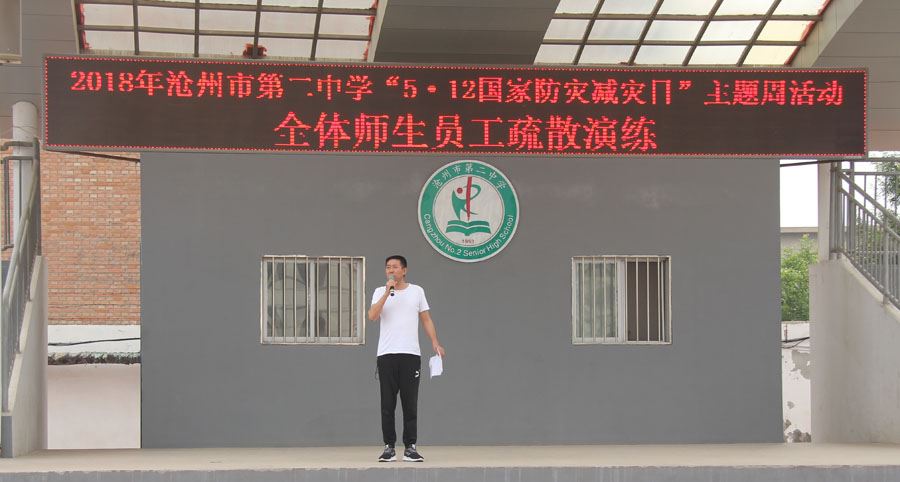 2018年沧州市第二中学“5·12国家防灾减灾日”主题周活动
全体师生员工疏散演练
沧州市第二中学
1953
Cangzhou No.2 Senior High School